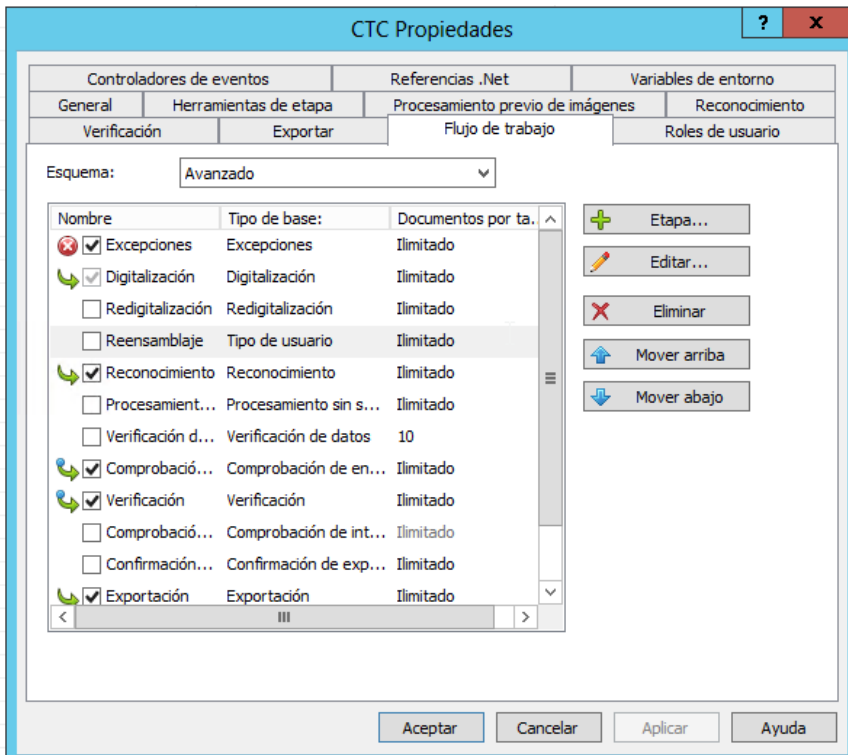 CTC Propiedades
?
x
Controladores de eventos Referencias .Net Variables de entorno
General Herramientas de etapa Procesamiento previo de imágenes Reconocimiento
Verificación Exportar Flujo de trabajo Roles de usuario
Esquema: Avanzado
Nombre Tipo de base: Documentos por ta..
Excepciones Excepciones Ilimitado
Digitalización Digitalización Ilimitado
Redigitalización Redigitalización Ilimitado
Reensamblaje Tipo de usuario Ilimitado
Reconocimiento Reconocimiento Ilimitado
Procesamient... Procesamiento sin s... Ilimitado
Verificación d... Verificación de datos 10
Comprobació... Comprobación de en... Ilimitado
Verificación Verificación Ilimitado
Comprobació... Comprobación de int... Ilimitado
Confirmación... Confirmación de exp... Ilimitado
Exportación Exportación Ilimitado
Etapa...
Editar...
Eliminar
Mover arriba
Mover abajo
Aceptar Cancelar Aplicar Ayuda